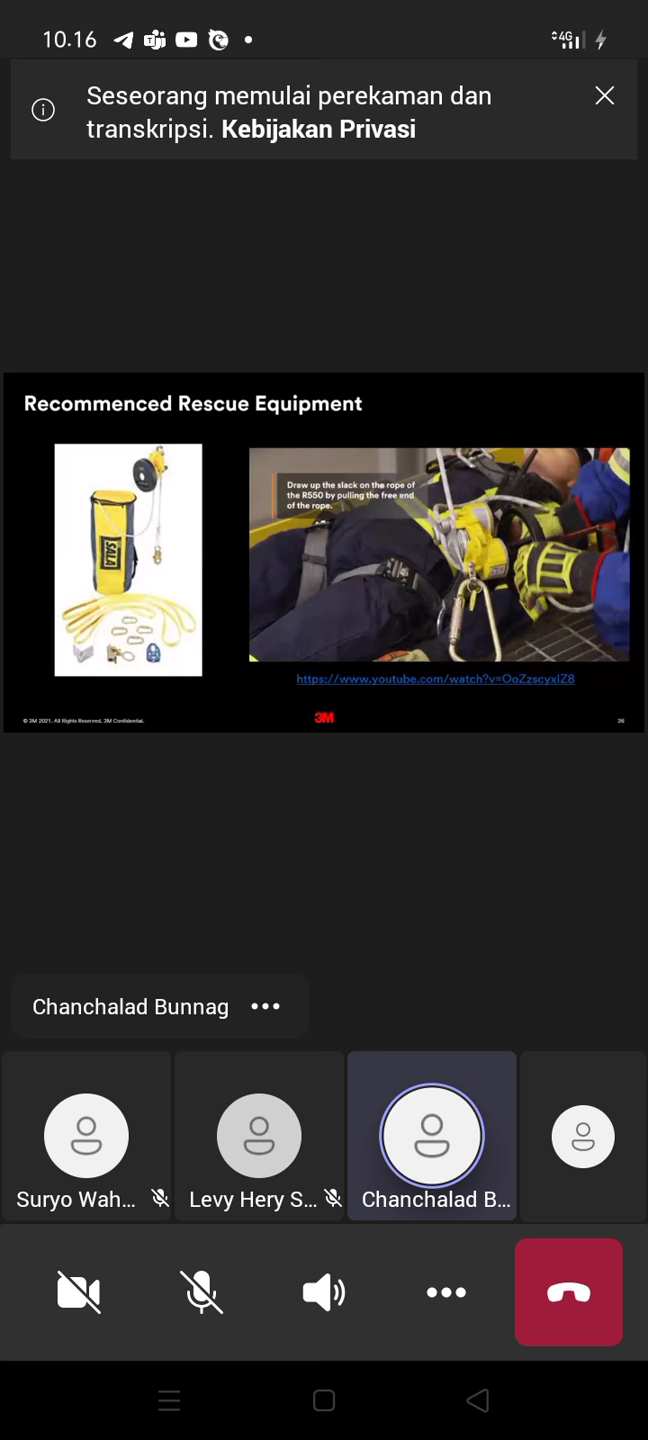 10.16
4G
Seseorang memulai perekaman dan
transkripsi. Kebijakan Privasi
Recommenced Rescue Equipment
SALA
Draw up the slack on the rope of
the R550 by pulling the free end
of the rope.
https://www.youtube.com/watch?v=OoZzscyxIZ8
© 3M 2021. All Rights Reserved. 3M Confidential.
3M
26
Chanchalad Bunnag
Suryo Wah...
Levy Hery S...
Chanchalad B...